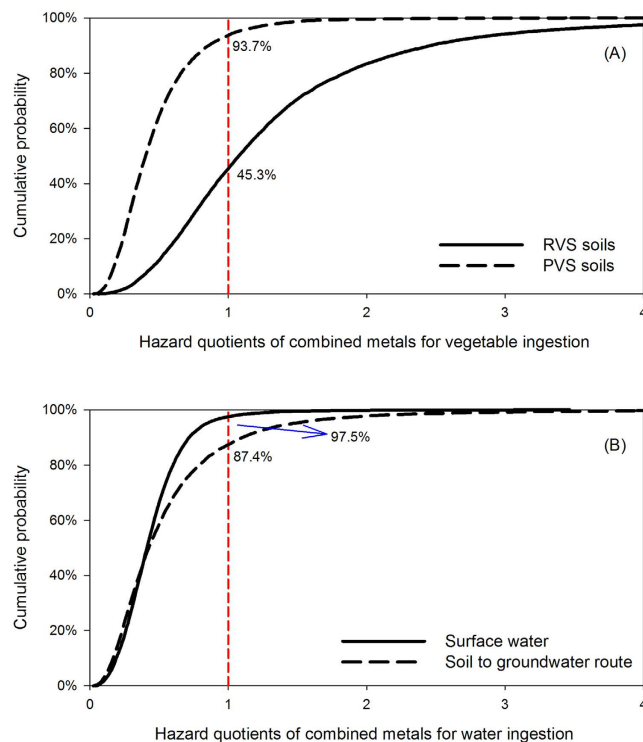 100%
(A)
93.7%
80%
60%
Cumulative probability
45.3%
40%
20%
RVS soils
PVS soils
0%
0 1 2 3 4
Hazard quotients of combined metals for vegetable ingestion
100%
(B)
97.5%
87.4%
80%
60%
Cumulative probability
40%
20%
Surface water
Soil to groundwater route
0%
0 1 2 3 4
Hazard quotients of combined metals for water ingestion